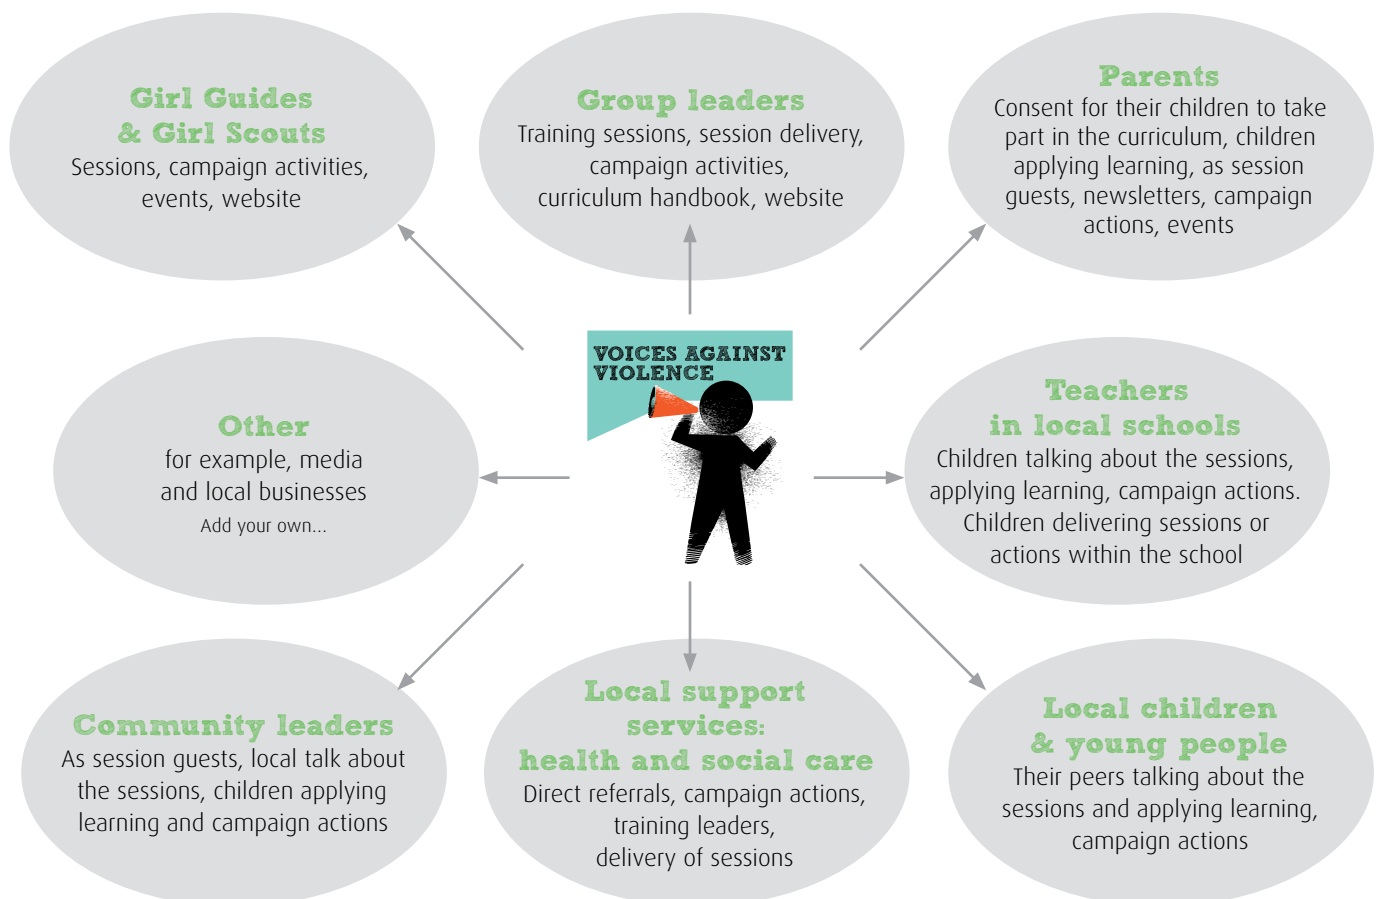 Girl Guides
& Girl Scouts
Sessions, campaign activities,
events, website
Group leaders
Training sessions, session delivery,
campaign activities,
curriculum handbook, website
Parents
Consent for their children to take
part in the curriculum, children
applying learning, as session
guests, newsletters, campaign
actions, events
Other
for example, media
and local businesses
Add your own...
VOICES AGAINST
VIOLENCE
Teachers
in local schools
Children talking about the sessions,
applying learning, campaign actions.
Children delivering sessions or
actions within the school
Community leaders
As session guests, local talk about
the sessions, children applying
learning and campaign actions
Local support
services:
health and social care
Direct referrals, campaign actions,
training leaders,
delivery of sessions
Local children
& young people
Their peers talking about the
sessions and applying learning,
campaign actions